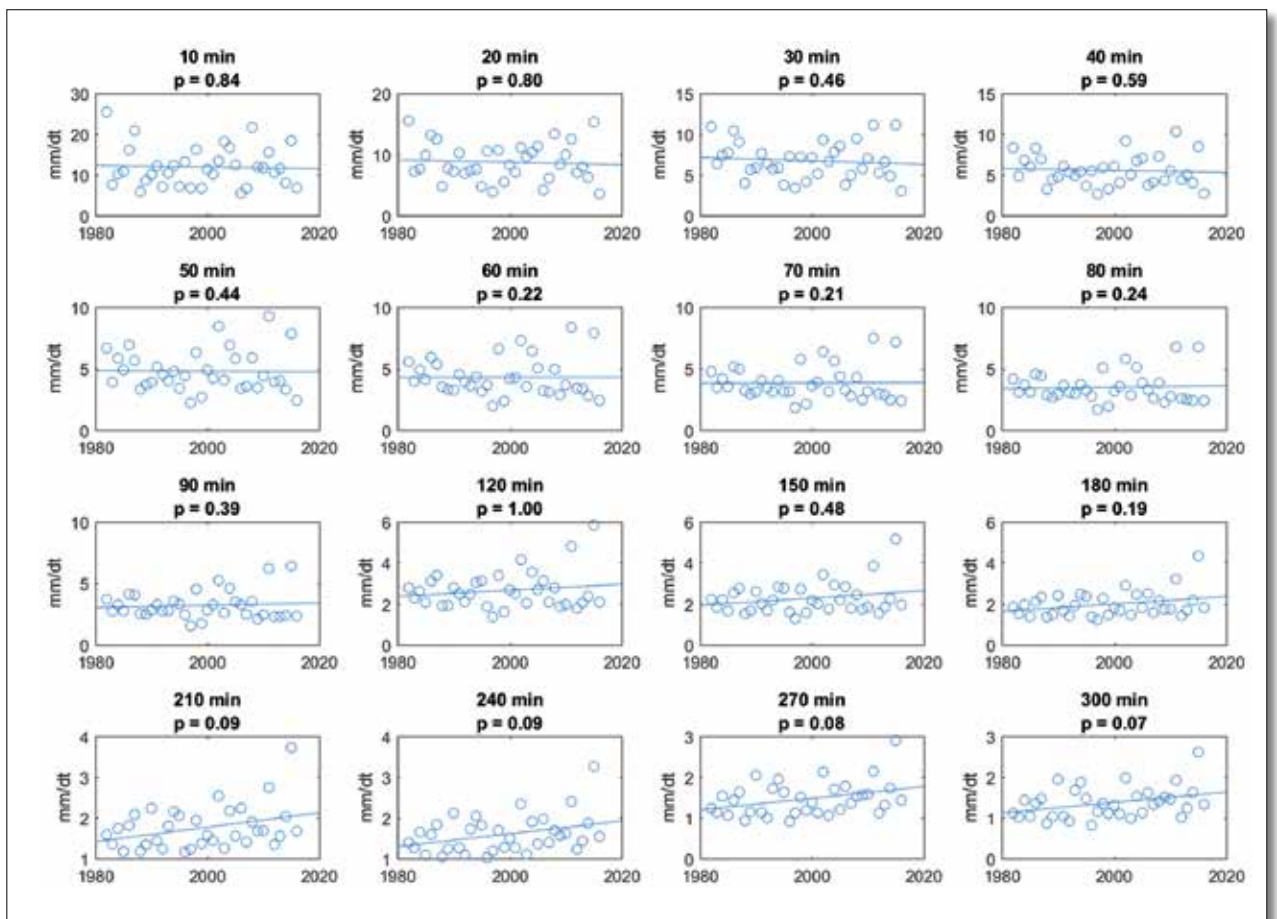 10 min
p = 0.84
30
20
10
0
mm/dt
1980 2000 2020
20 min
p = 0.80
20
10
0
mm/dt
1980 2000 2020
30 min
p = 0.46
15
10
5
0
mm/dt
1980 2000 2020
40 min
p = 0.59
15
10
5
0
mm/dt
1980 2000 2020
50 min
p = 0.44
10
5
0
mm/dt
1980 2000 2020
60 min
p = 0.22
10
5
0
mm/dt
1980 2000 2020
70 min
p = 0.21
10
5
0
mm/dt
1980 2000 2020
80 min
p = 0.24
10
5
0
mm/dt
1980 2000 2020
90 min
p = 0.39
10
5
0
mm/dt
1980 2000 2020
120 min
p = 1.00
6
4
2
0
mm/dt
1980 2000 2020
150 min
p = 0.48
6
4
2
0
mm/dt
1980 2000 2020
180 min
p = 0.19
6
4
2
0
mm/dt
1980 2000 2020
210 min
p = 0.09
4
3
2
1
mm/dt
1980 2000 2020
240 min
p = 0.09
4
3
2
1
mm/dt
1980 2000 2020
270 min
p = 0.08
3
2
1
0
mm/dt
1980 2000 2020
300 min
p = 0.07
3
2
1
0
mm/dt
1980 2000 2020